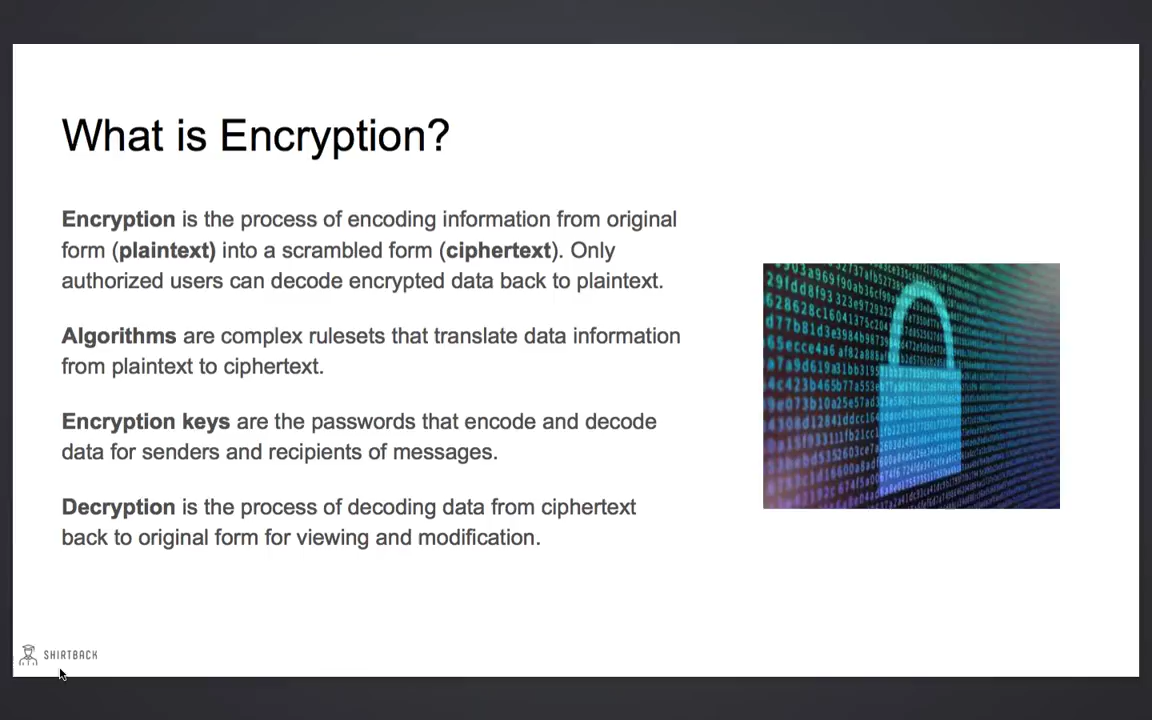 What is Encryption?
Encryption is the process of encoding information from original
form (plaintext) into a scrambled form (ciphertext). Only
authorized users can decode encrypted data back to plaintext.
Algorithms are complex rulesets that translate data information
from plaintext to ciphertext.
Encryption keys are the passwords that encode and decode
data for senders and recipients of messages.
Decryption is the process of decoding data from ciphertext
back to original form for viewing and modification.
SHIRTBACK